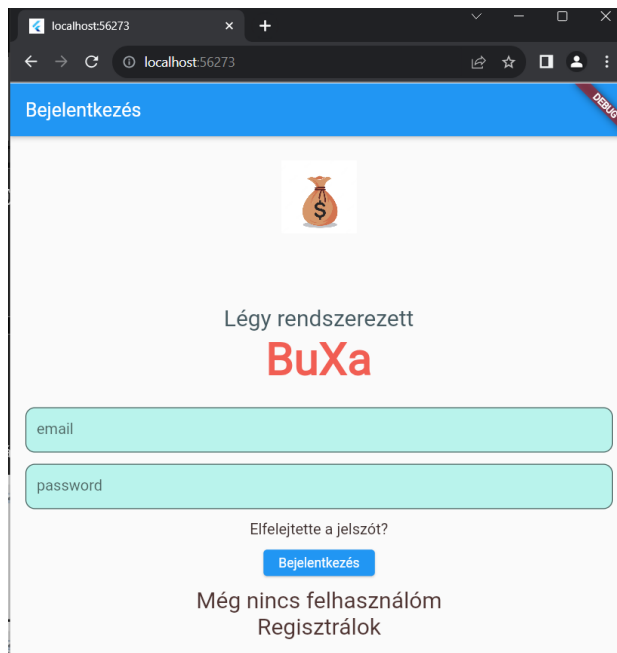 localhost:56273
localhost:56273
Bejelentkezés
DEBUG
$
Légy rendszerezett
BuXa
email
password
Elfelejtette a jelszót?
Bejelentkezés
Még nincs felhasználóm
Regisztrálok